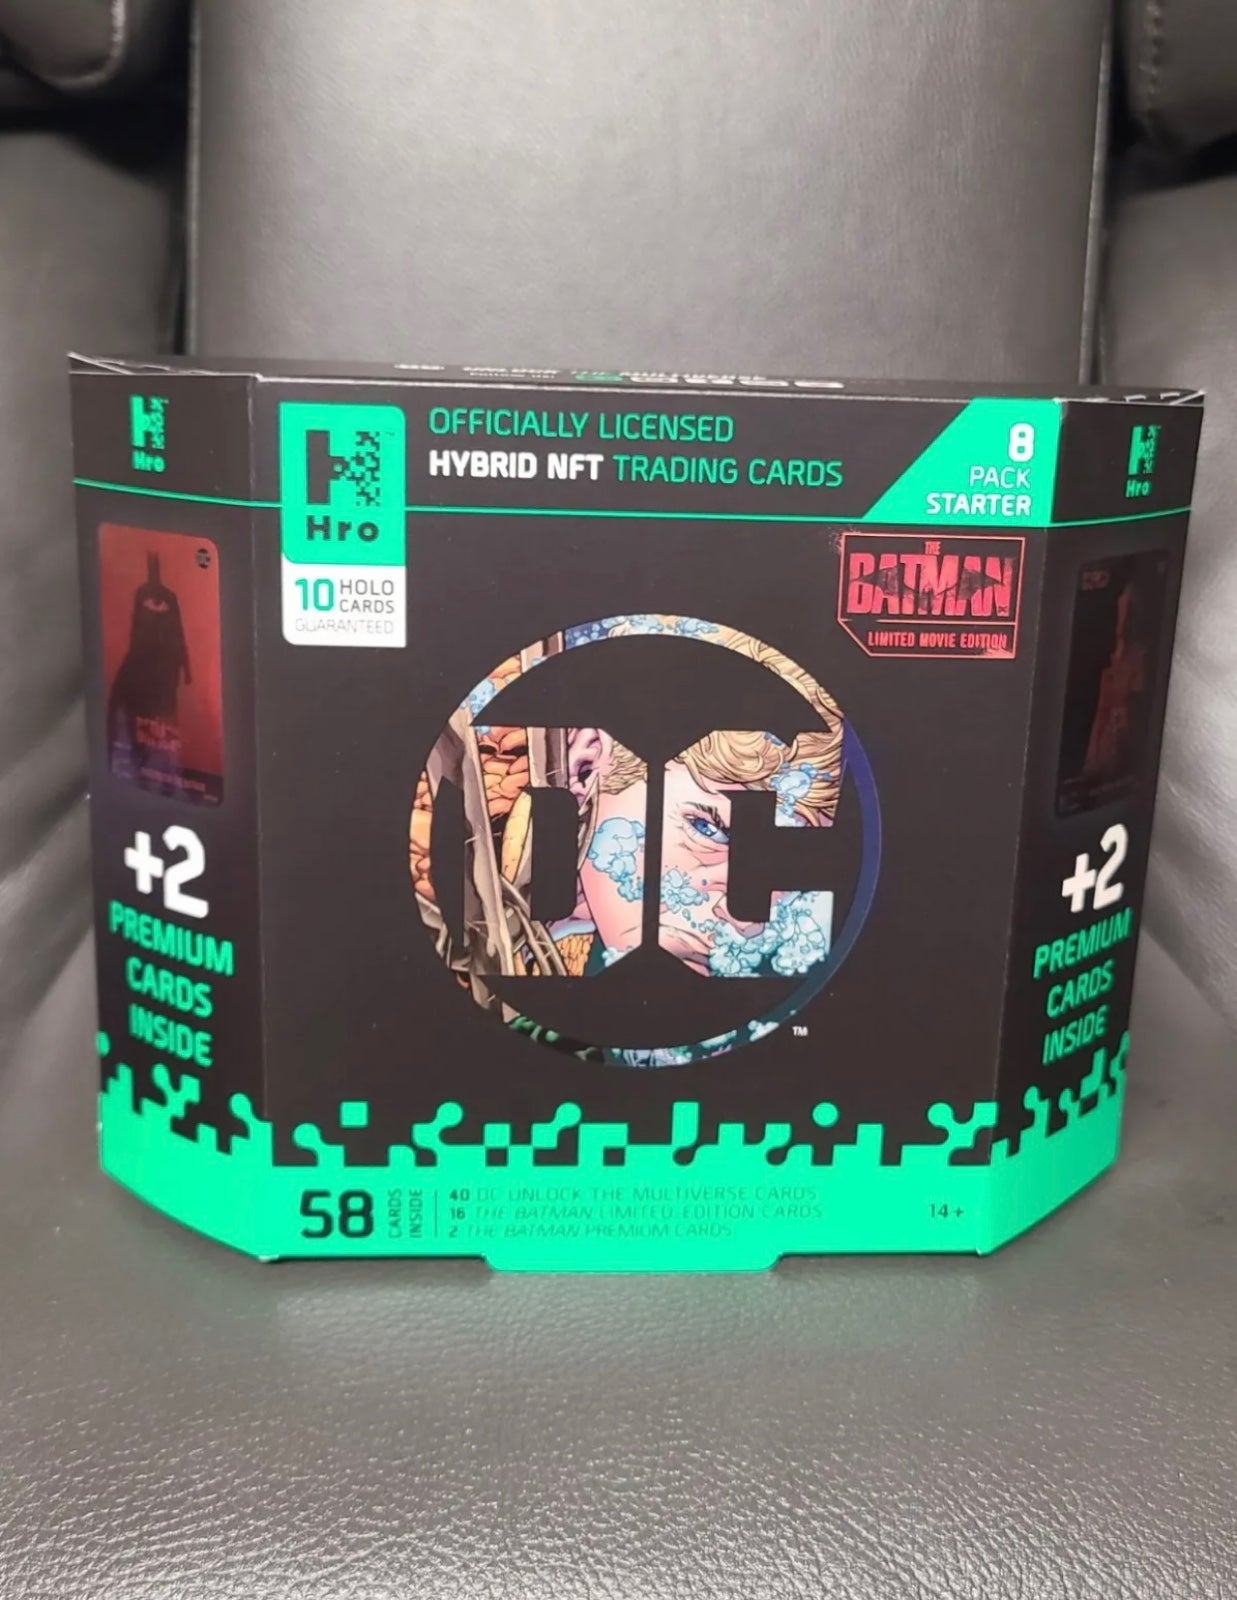 Hro
OFFICIALLY LICENSED
HYBRID NFT TRADING CARDS
8
PACK
STARTER
Hro
Hro
10 HOLO
CARDS
GUARANTEED
THE
BATMAN
LIMITED MOVIE EDITION
DC
TM
+2
PREMIUM
CARDS
INSIDE
+2
PREMIUM
CARDS
INSIDE
58 CARDS
INSIDE
40 DC UNLOCK THE MULTIVERSE CARDS
16 THE BATMAN LIMITED EDITION CARDS
2 THE BATMAN PREMIUM CARDS
14+